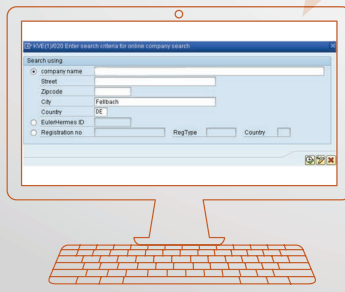 KVE(1)/020 Enter search criteria for online company search
Search using
company name
Street
Zipcode
City Fellbach
Country DE
EulerHermes ID
Registration no RegType Country